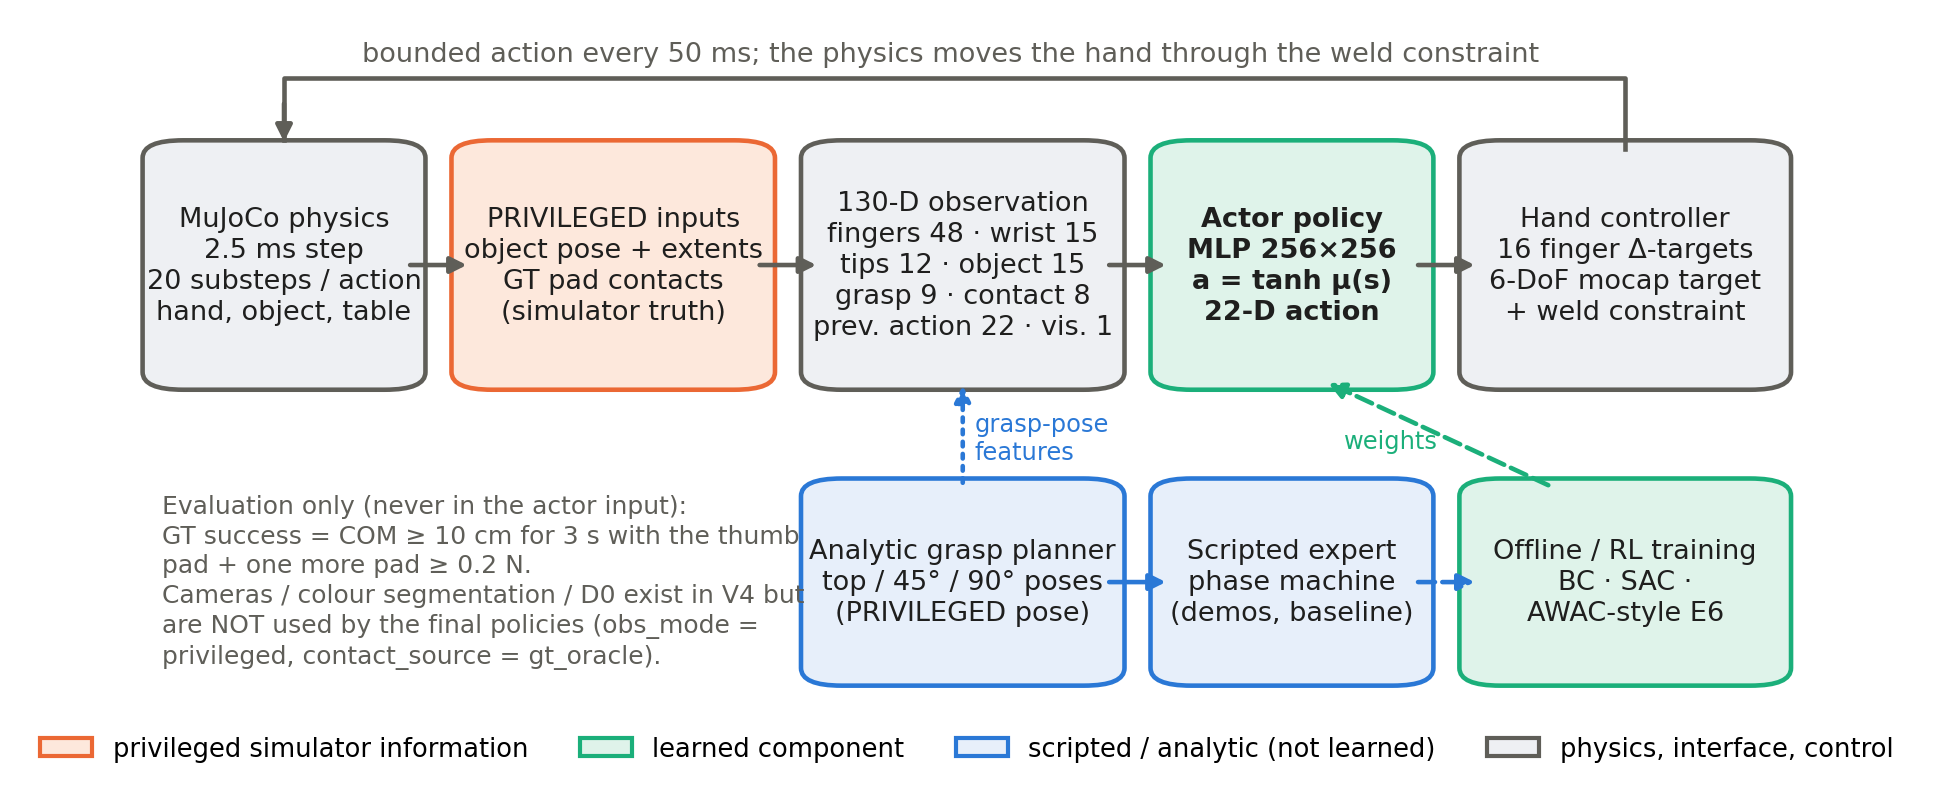 bounded action every 50 ms; the physics moves the hand through the weld constraint
MuJoCo physics
2.5 ms step
20 substeps / action
hand, object, table
PRIVILEGED inputs
object pose + extents
GT pad contacts
(simulator truth)
130-D observation
fingers 48 · wrist 15
tips 12 · object 15
grasp 9 · contact 8
prev. action 22 · vis. 1
Actor policy
MLP 256×256
a = tanh μ(s)
22-D action
Hand controller
16 finger Δ-targets
6-DoF mocap target
+ weld constraint
grasp-pose
features
weights
Evaluation only (never in the actor input):
GT success = COM ≥ 10 cm for 3 s with the thumb
pad + one more pad ≥ 0.2 N.
Cameras / colour segmentation / D0 exist in V4 but
are NOT used by the final policies (obs_mode =
privileged, contact_source = gt_oracle).
Analytic grasp planner
top / 45° / 90° poses
(PRIVILEGED pose)
Scripted expert
phase machine
(demos, baseline)
Offline / RL training
BC · SAC ·
AWAC-style E6
privileged simulator information
learned component
scripted / analytic (not learned)
physics, interface, control